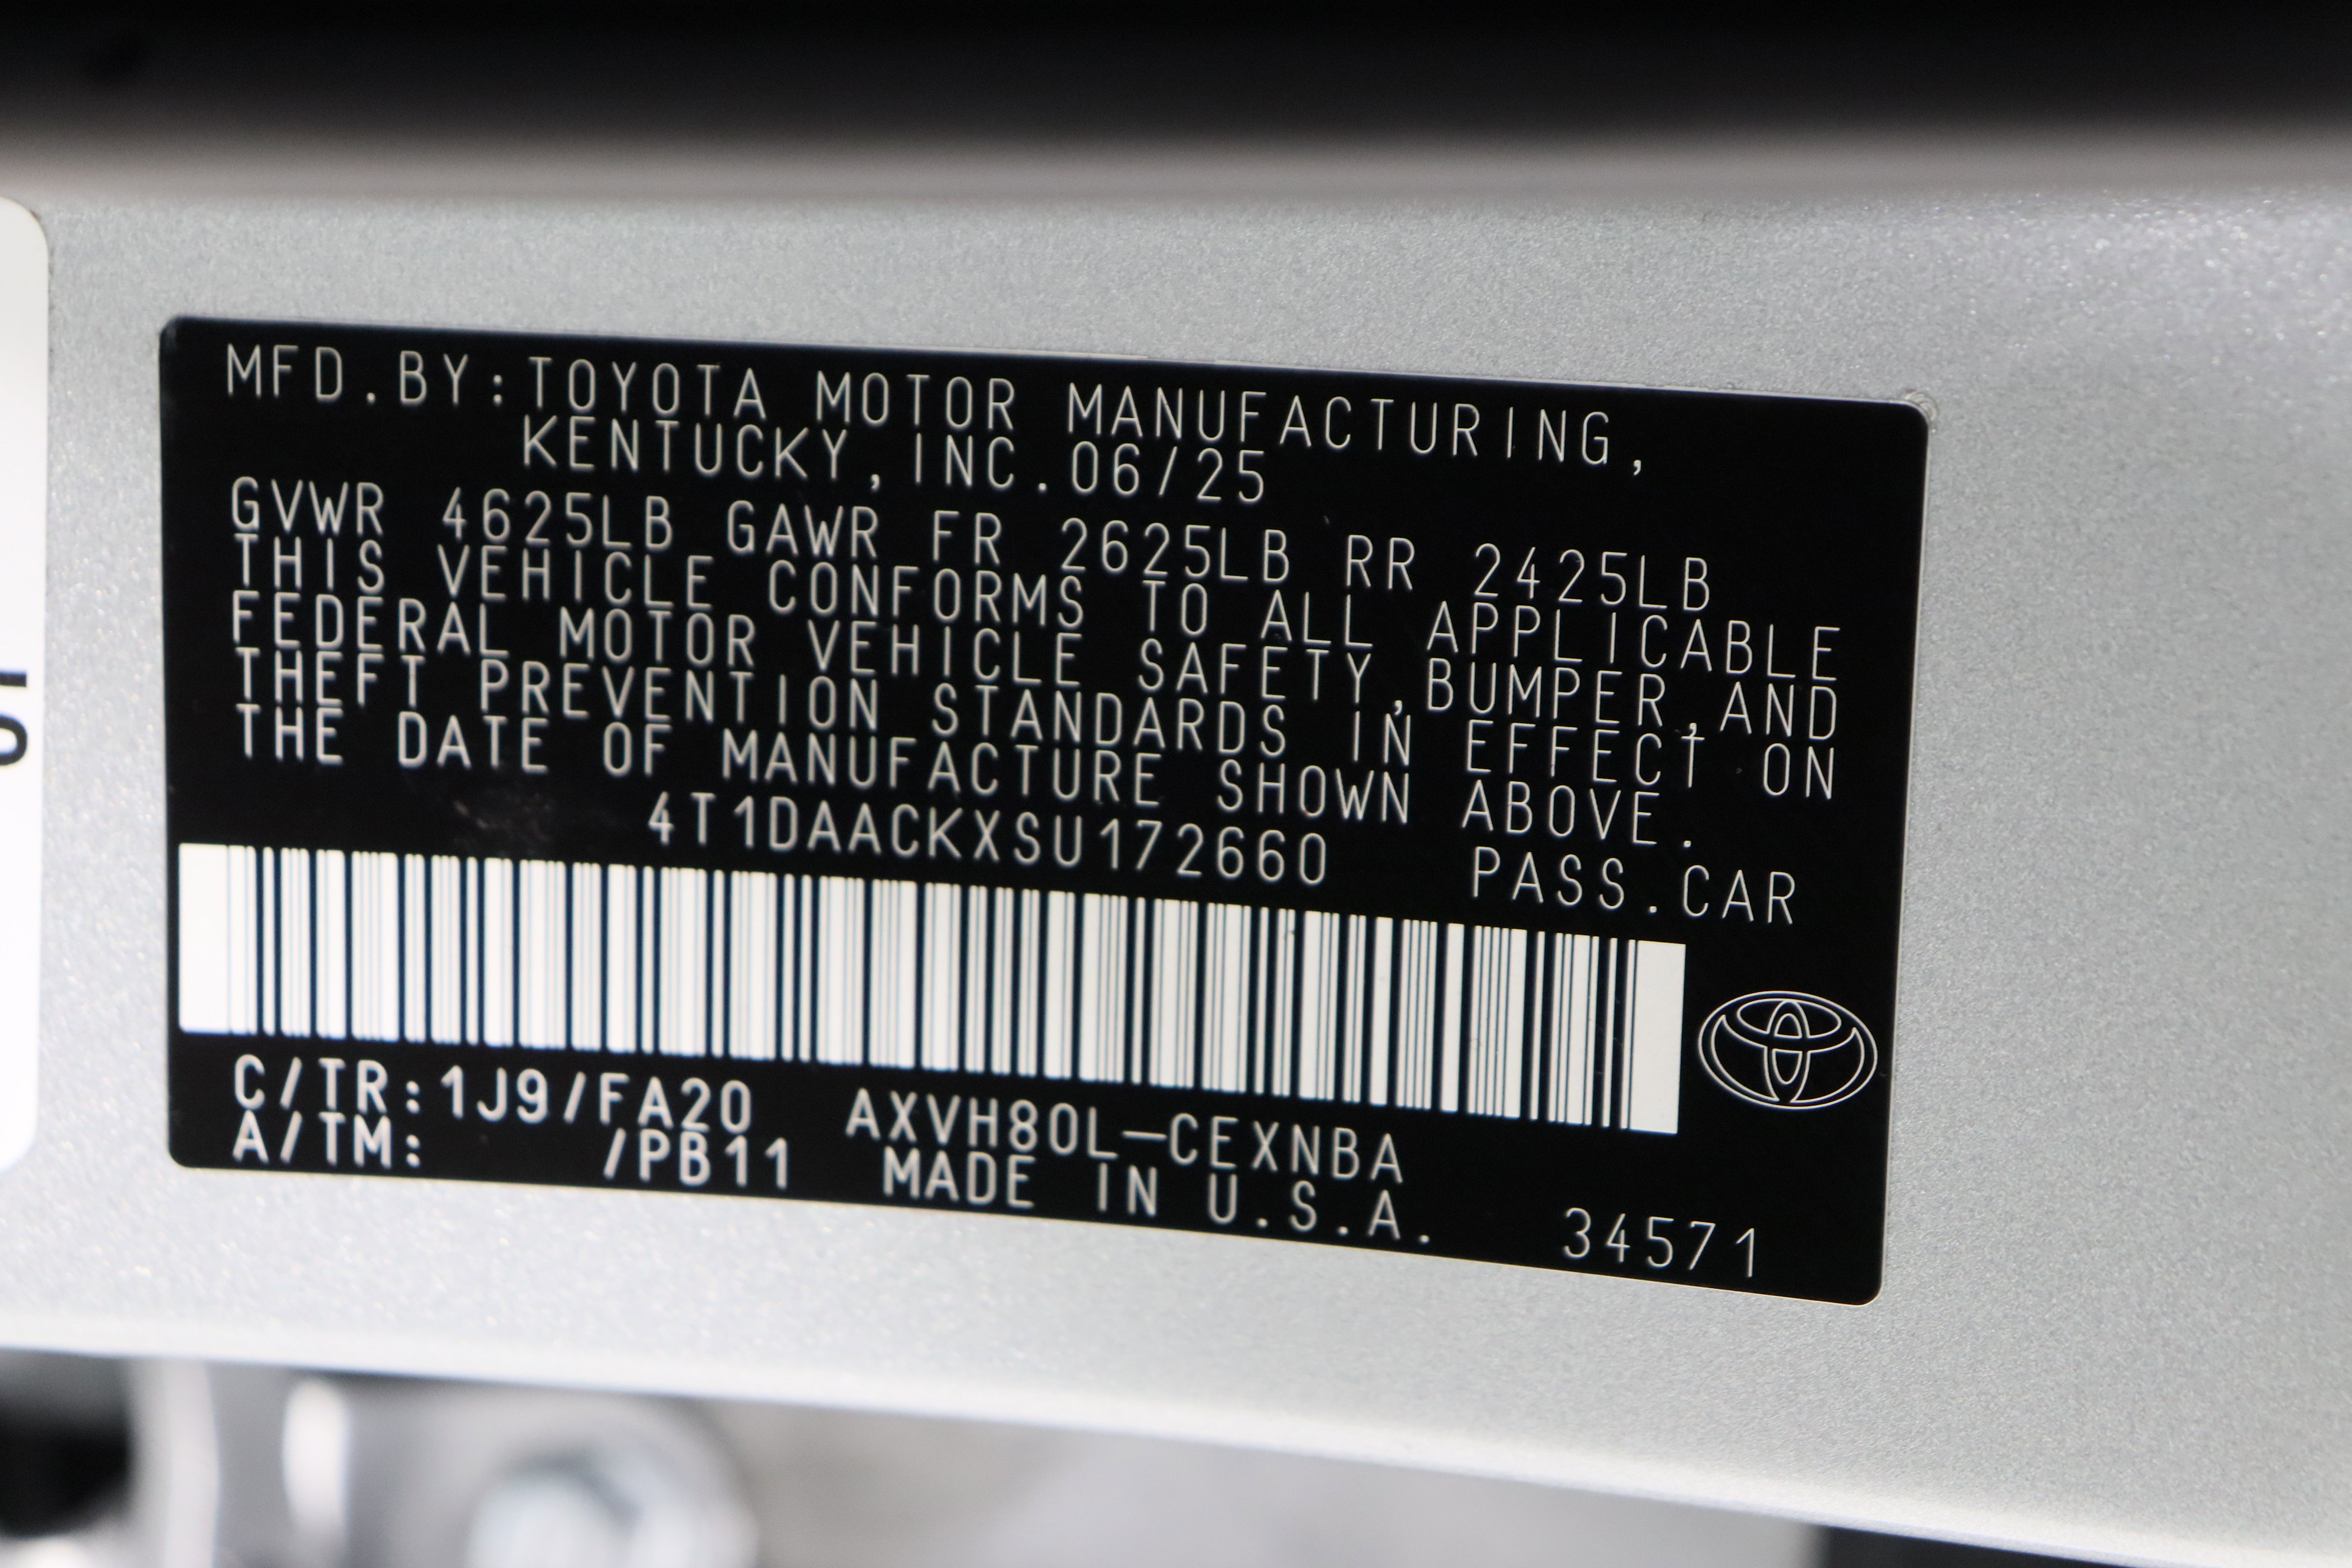 MFD.BY:TOYOTA MOTOR MANUFACTURING,
KENTUCKY,INC.06/25
GVWR 4625LB GAWR FR 2625LB RR 2425LB
THIS VEHICLE CONFORMS TO ALL APPLICABLE
FEDERAL MOTOR VEHICLE SAFETY,BUMPER,AND
THEFT PREVENTION STANDARDS IN EFFECT ON
THE DATE OF MANUFACTURE SHOWN ABOVE.
4T1DAACKXSU172660 PASS.CAR
C/TR:1J9/FA20 AXVH80L-CEXNBA
A/TM: /PB11 MADE IN U.S.A. 34571